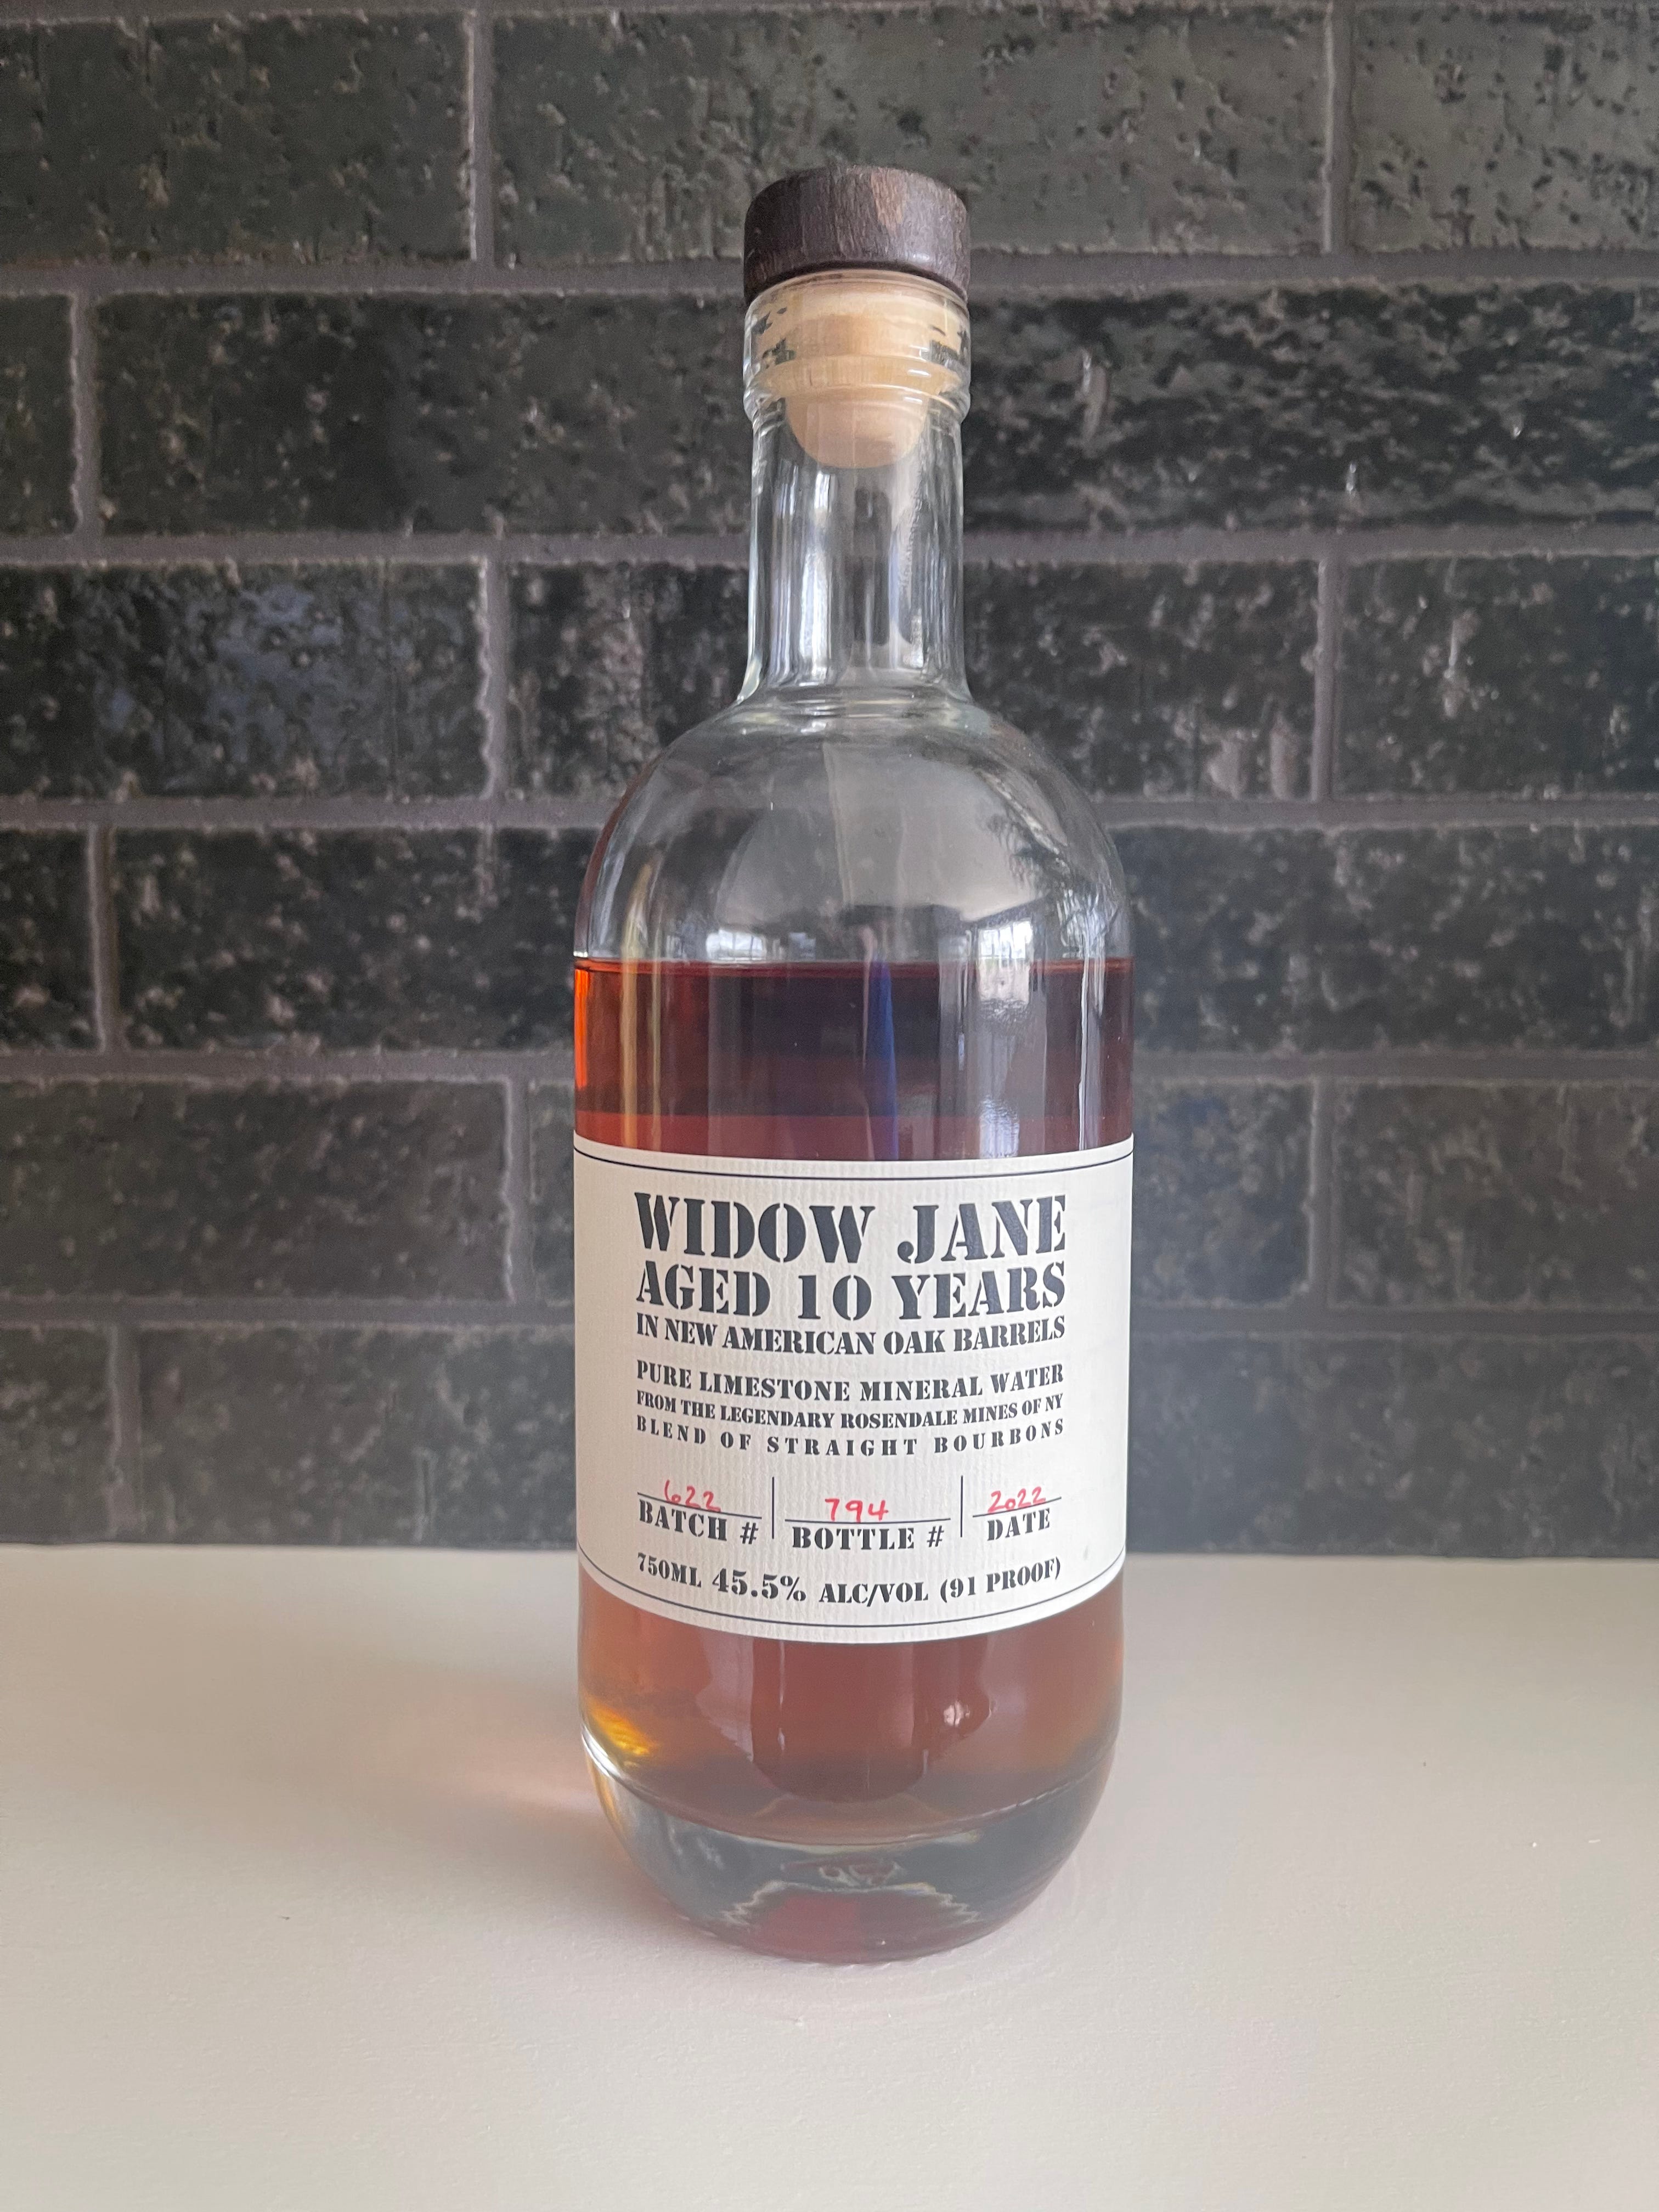 WIDOW JANE
AGED 10 YEARS
IN NEW AMERICAN OAK BARRELS
PURE LIMESTONE MINERAL WATER
FROM THE LEGENDARY ROSENDALE MINES OF NY
BLEND OF STRAIGHT BOURBONS
622 794 2022
BATCH # BOTTLE # DATE
750ML 45.5% ALC/VOL (91 PROOF)